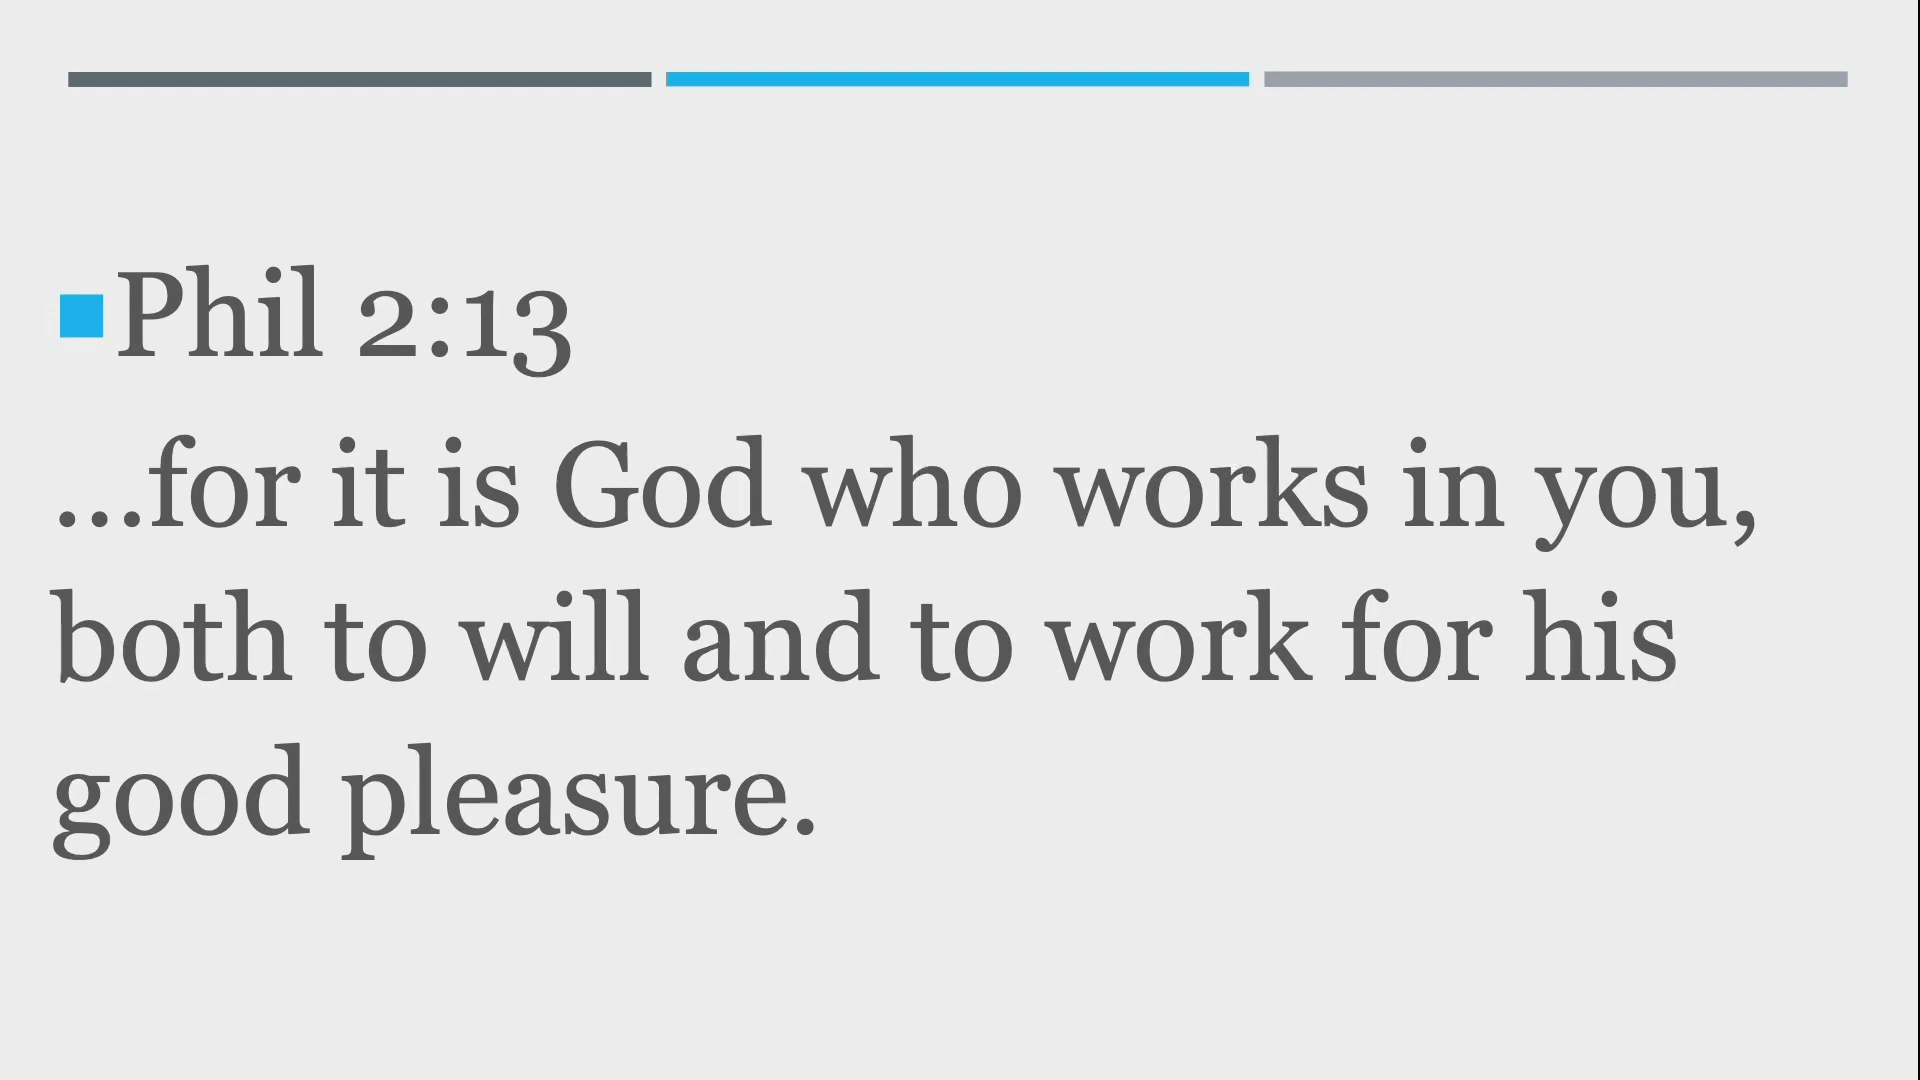 Phil 2:13
...for it is God who works in you,
both to will and to work for his
good pleasure.